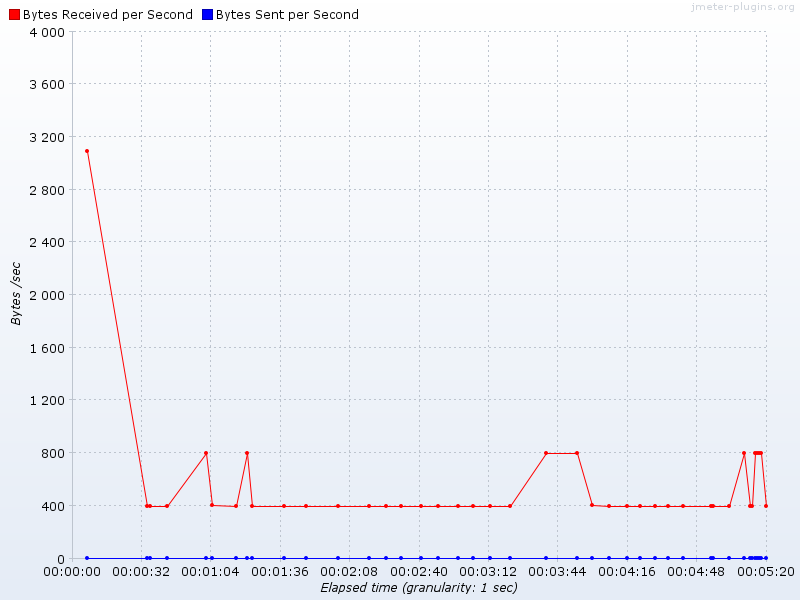 jmeter-plugins.org
Bytes Received per Second Bytes Sent per Second
4 000
3 600
3 200
2 800
2 400
2 000
1 600
1 200
800
400
0
Bytes /sec
00:00:00 00:00:32 00:01:04 00:01:36 00:02:08 00:02:40 00:03:12 00:03:44 00:04:16 00:04:48 00:05:20
Elapsed time (granularity: 1 sec)